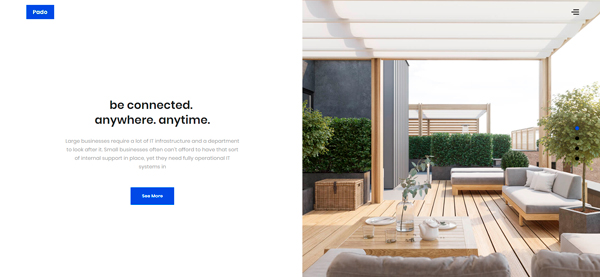 Pado
be connected.
anywhere. anytime.
Large businesses require a lot of IT infrastructure and a department
to look after it. Small businesses often can't afford to have that sort
of internal support in place, yet they need fully operational IT
systems in
See More